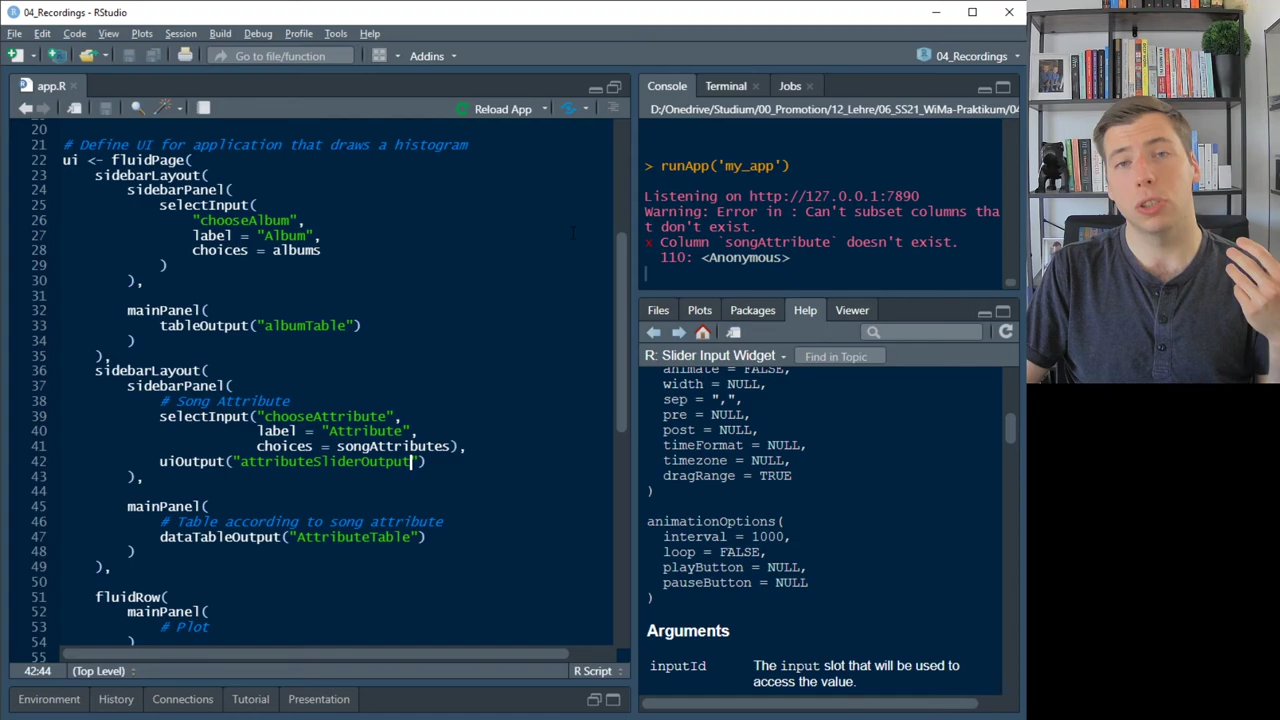 04_Recordings - RStudio
File Edit Code View Plots Session Build Debug Profile Tools Help
Go to file/function
Addins
04_Recordings
app.R
Reload App
20
21 # Define UI for application that draws a histogram
22 ui <- fluidPage(
23 sidebarLayout(
24 sidebarPanel(
25 selectInput(
26 "chooseAlbum",
27 label = "Album",
28 choices = albums
29 )
30 ),
31
32 mainPanel(
33 tableOutput("albumTable")
34 )
35 ),
36 sidebarLayout(
37 sidebarPanel(
38 # Song Attribute
39 selectInput("chooseAttribute",
40 label = "Attribute",
41 choices = songAttributes),
42 uiOutput("attributeSliderOutput")
43 ),
44
45 mainPanel(
46 # Table according to song attribute
47 dataTableOutput("AttributeTable")
48 )
49 ),
50
51 fluidRow(
52 mainPanel(
53 # Plot
54 )
55
42:44 (Top Level) R Script
Environment History Connections Tutorial Presentation
Console Terminal Jobs
D:/Onedrive/Studium/00_Promotion/12_Lehre/06_SS21_WiMa-Praktikum/04
> runApp('my_app')
Listening on http://127.0.0.1:7890
Warning: Error in : Can't subset columns tha
t don't exist.
x Column `songAttribute` doesn't exist.
110: <Anonymous>
Files Plots Packages Help Viewer
R: Slider Input Widget Find in Topic
animate = FALSE,
width = NULL,
sep = ",",
pre = NULL,
post = NULL,
timeFormat = NULL,
timezone = NULL,
dragRange = TRUE
)
animationOptions(
interval = 1000,
loop = FALSE,
playButton = NULL,
pauseButton = NULL
)
Arguments
inputId The input slot that will be used to
access the value.